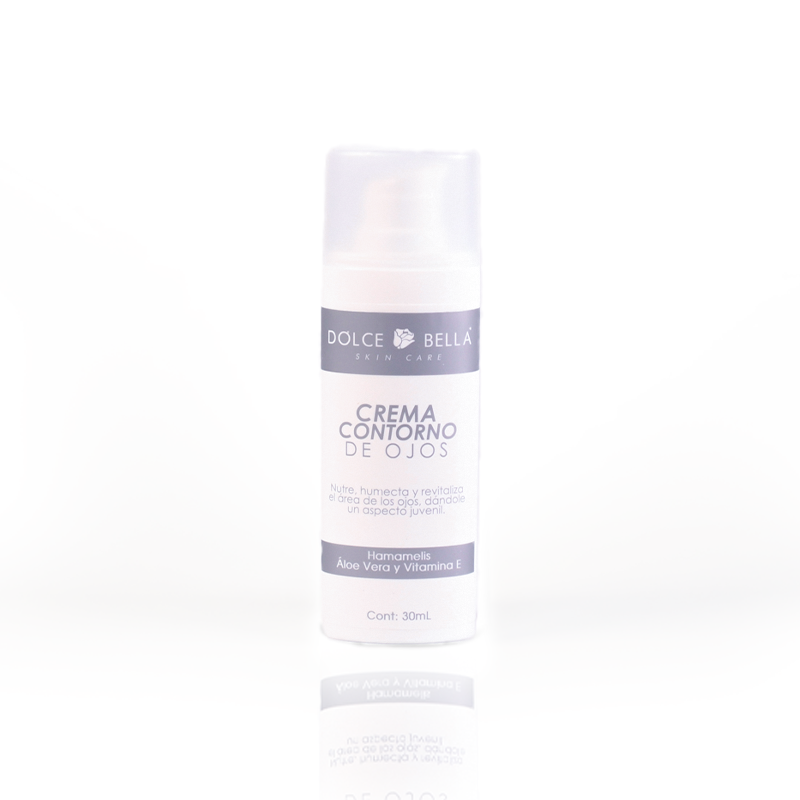 DOLCE BELLA
SKIN CARE
CREMA
CONTORNO
DE OJOS
Nutre, humecta y revitaliza
el área de los ojos, dándole
un aspecto juvenil.
Hamamelis
Áloe Vera y Vitamina E
Cont: 30mL